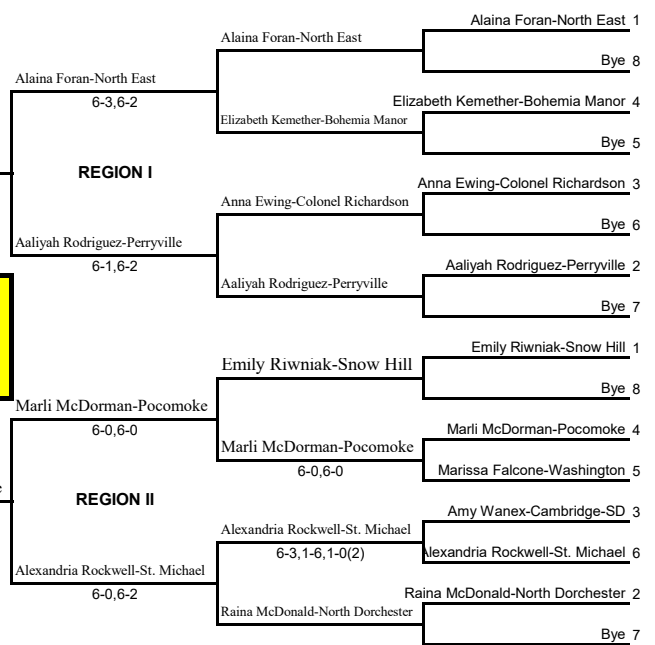 Alaina Foran-North East 1
Alaina Foran-North East
Bye 8
Alaina Foran-North East
6-3,6-2
Elizabeth Kemether-Bohemia Manor 4
Elizabeth Kemether-Bohemia Manor
Bye 5
REGION I
Anna Ewing-Colonel Richardson 3
Anna Ewing-Colonel Richardson
Bye 6
Aaliyah Rodriguez-Perryville
6-1,6-2
Aaliyah Rodriguez-Perryville 2
Aaliyah Rodriguez-Perryville
Bye 7
Emily Riwniak-Snow Hill 1
Emily Riwniak-Snow Hill
Bye 8
Marli McDorman-Pocomoke
6-0,6-0
Marli McDorman-Pocomoke 4
Marli McDorman-Pocomoke
6-0,6-0
Marissa Falcone-Washington 5
REGION II
Amy Wanex-Cambridge-SD 3
Alexandria Rockwell-St. Michael
6-3,1-6,1-0(2)
Alexandria Rockwell-St. Michael 6
Alexandria Rockwell-St. Michael
6-0,6-2
Raina McDonald-North Dorchester 2
Raina McDonald-North Dorchester
Bye 7